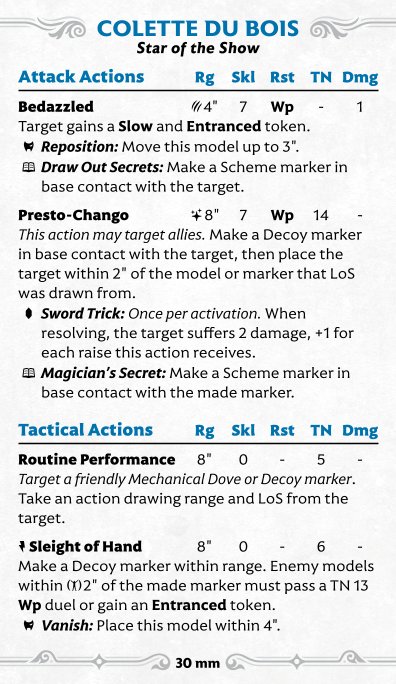 COLETTE DU BOIS
Star of the Show
Attack Actions Rg Skl Rst TN Dmg
Bedazzled 4" 7 Wp - 1
Target gains a Slow and Entranced token.
Reposition: Move this model up to 3".
Draw Out Secrets: Make a Scheme marker in
base contact with the target.
Presto-Chango 8" 7 Wp 14 -
This action may target allies. Make a Decoy marker
in base contact with the target, then place the
target within 2" of the model or marker that LoS
was drawn from.
Sword Trick: Once per activation. When
resolving, the target suffers 2 damage, +1 for
each raise this action receives.
Magician's Secret: Make a Scheme marker in
base contact with the made marker.
Tactical Actions Rg Skl Rst TN Dmg
Routine Performance 8" 0 - 5 -
Target a friendly Mechanical Dove or Decoy marker.
Take an action drawing range and LoS from the
target.
Sleight of Hand 8" 0 - 6 -
Make a Decoy marker within range. Enemy models
within 2" of the made marker must pass a TN 13
Wp duel or gain an Entranced token.
Vanish: Place this model within 4".
30 mm